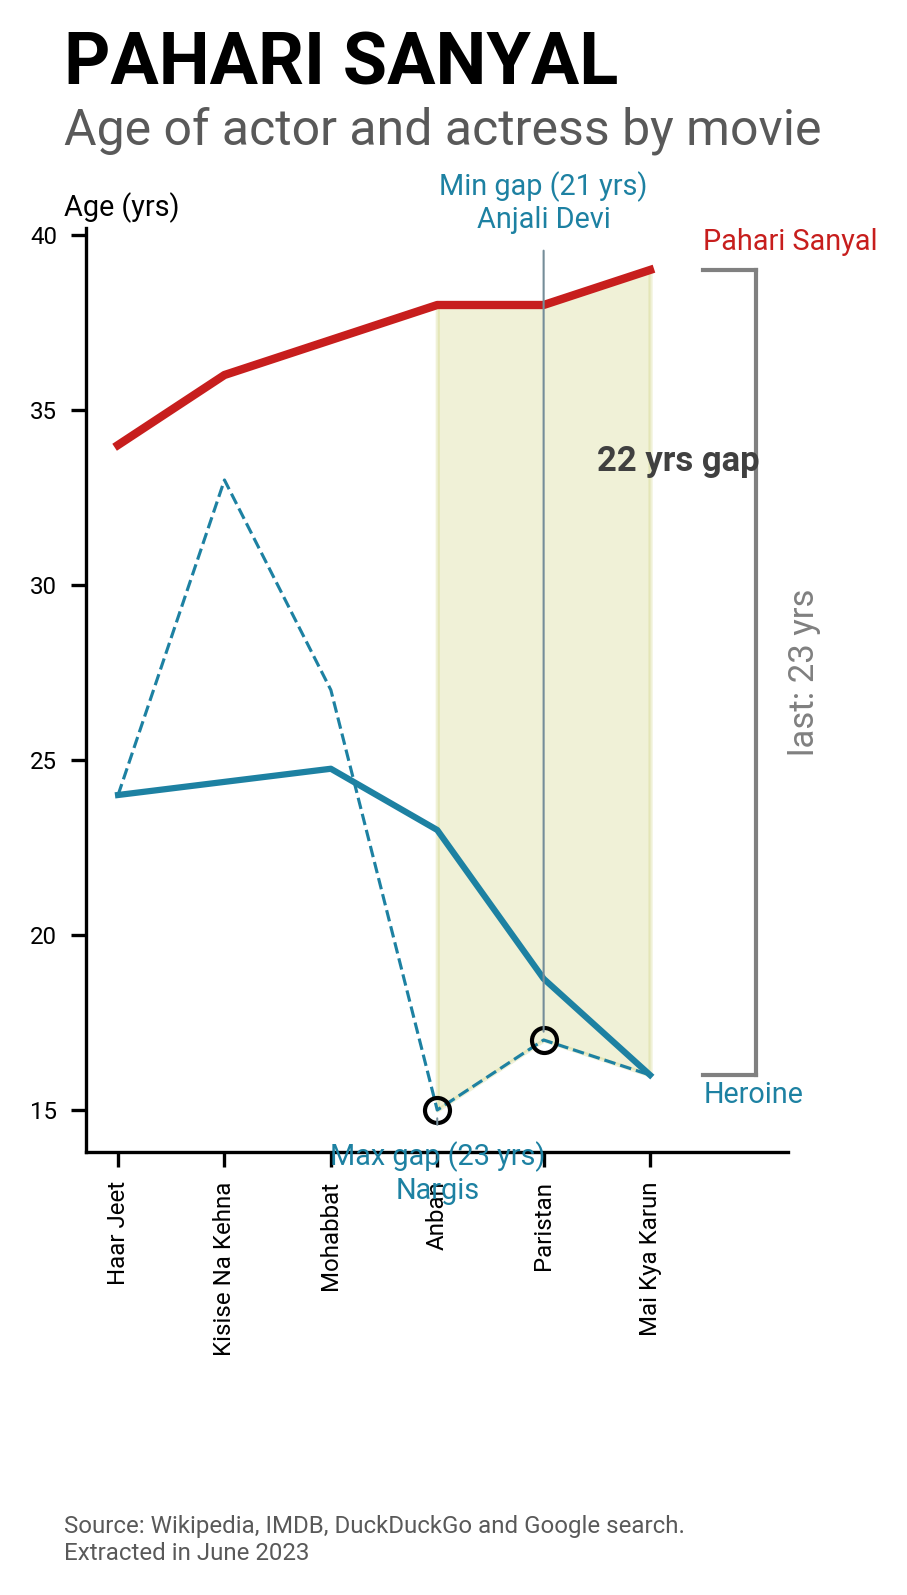 PAHARI SANYAL
Age of actor and actress by movie
Min gap (21 yrs)
Anjali Devi
Age (yrs)
40
35
30
25
20
15
Pahari Sanyal
22 yrs gap
last: 23 yrs
Heroine
Max gap (23 yrs)
Nargis
Haar Jeet
Kisise Na Kehna
Mohabbat
Anban
Paristan
Mai Kya Karun
Source: Wikipedia, IMDB, DuckDuckGo and Google search.
Extracted in June 2023